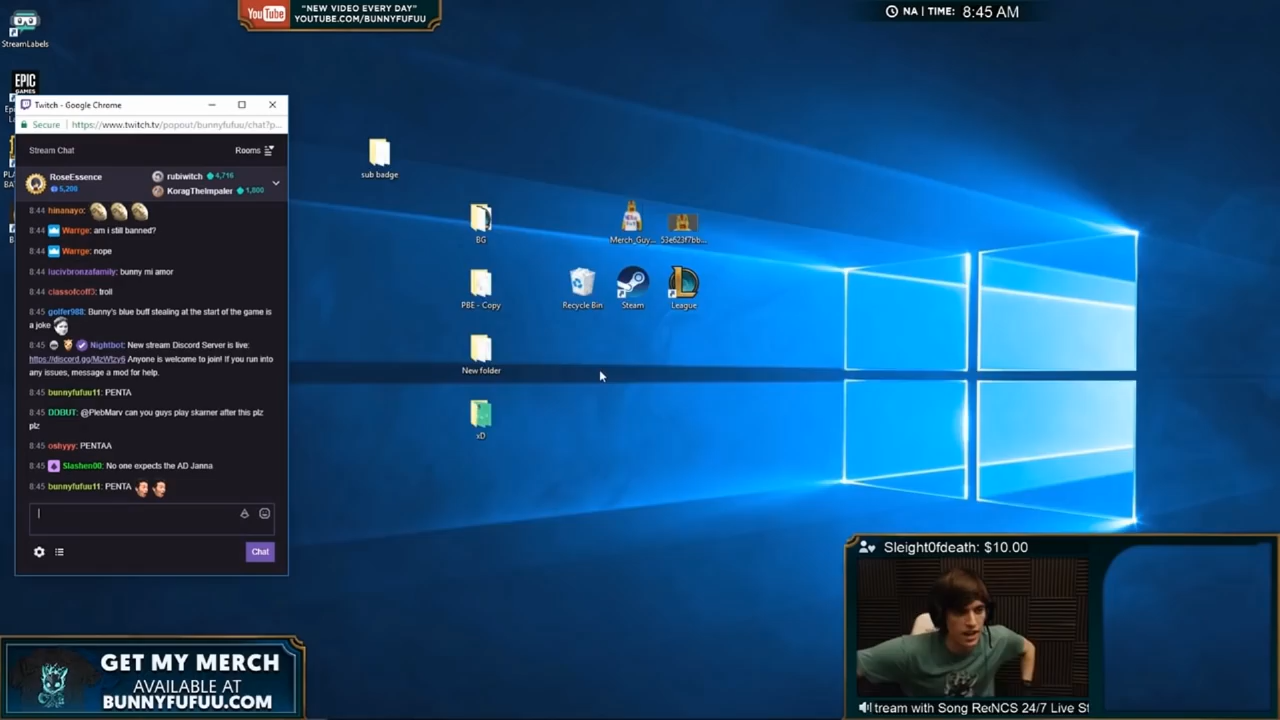 StreamLabels
EPIC
GAMES
YouTube
"NEW VIDEO EVERY DAY"
YOUTUBE.COM/BUNNYFUFUU
NA | TIME: 8:45 AM
Twitch - Google Chrome
Secure | https://www.twitch.tv/popout/bunnyfufuu/chat?p...
Stream Chat
Rooms
RoseEssence
5,200
rubiwitch 4,716
KoragTheImpaler 1,800
8:44 hinanayo:
8:44 Warrge: am i still banned?
8:44 Warrge: nope
8:44 lucivbronzafamily: bunny mi amor
8:44 classofcoff3: troll
8:45 golfer988: Bunny's blue buff stealing at the start of the game
is a joke
8:45 Nightbot: New stream Discord Server is live:
https://discord.gg/MzWtzy6 Anyone is welcome to join! If you run into
any issues, message a mod for help.
8:45 bunnyfufuu11: PENTA
8:45 DDBUT: @PlebMarv can you guys play skarner after this plz
plz
8:45 oshyyy: PENTAA
8:45 Slashen00: No one expects the AD Janna
8:45 bunnyfufuu11: PENTA
Chat
sub badge
BG
PBE - Copy
New folder
xD
Merch_Guy...
53e623f7bb...
Recycle Bin
Steam
League
GET MY MERCH
AVAILABLE AT
BUNNYFUFUU.COM
Sleight0fdeath: $10.00
tream with Song Re
NCS 24/7 Live St